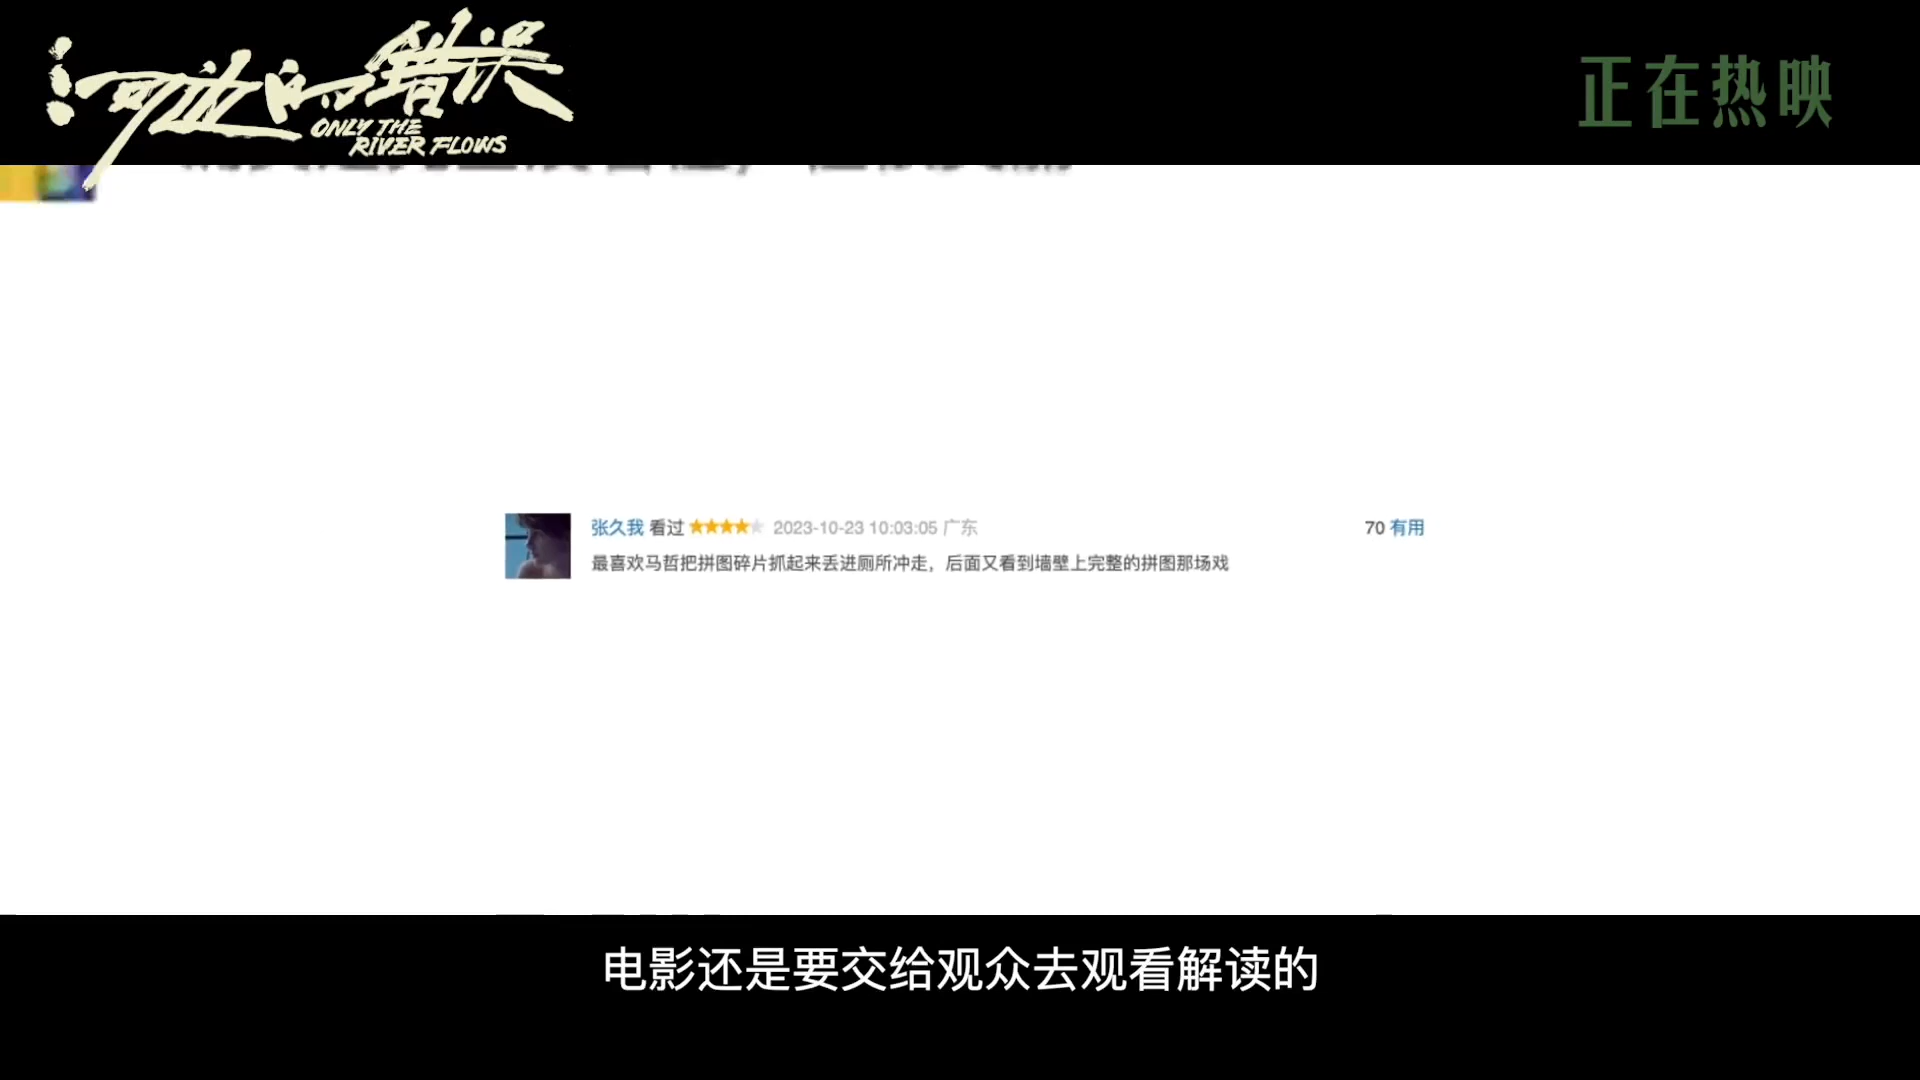 河边的错误
ONLY THE
RIVER FLOWS
正在热映
张久我 看过 2023-10-23 10:03:05 广东
70 有用
最喜欢马哲把拼图碎片抓起来丢进厕所冲走，后面又看到墙壁上完整的拼图那场戏
电影还是要交给观众去观看解读的